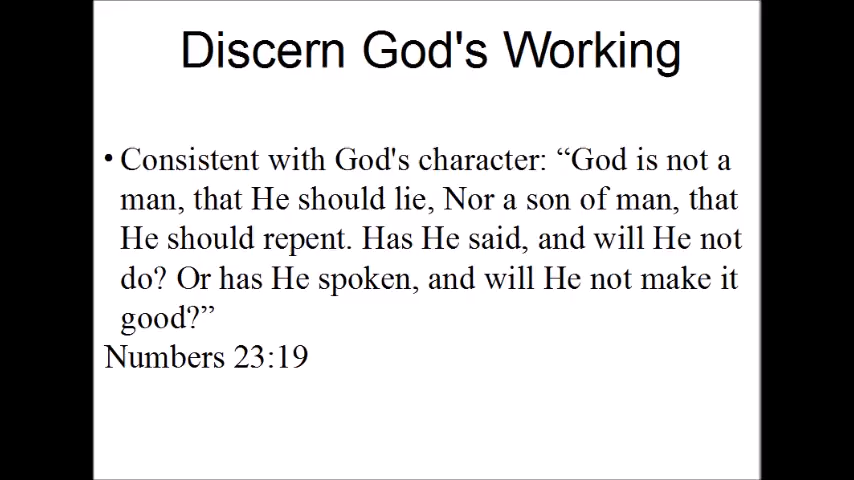 Discern God's Working
• Consistent with God's character: “God is not a
man, that He should lie, Nor a son of man, that
He should repent. Has He said, and will He not
do? Or has He spoken, and will He not make it
good?”
Numbers 23:19